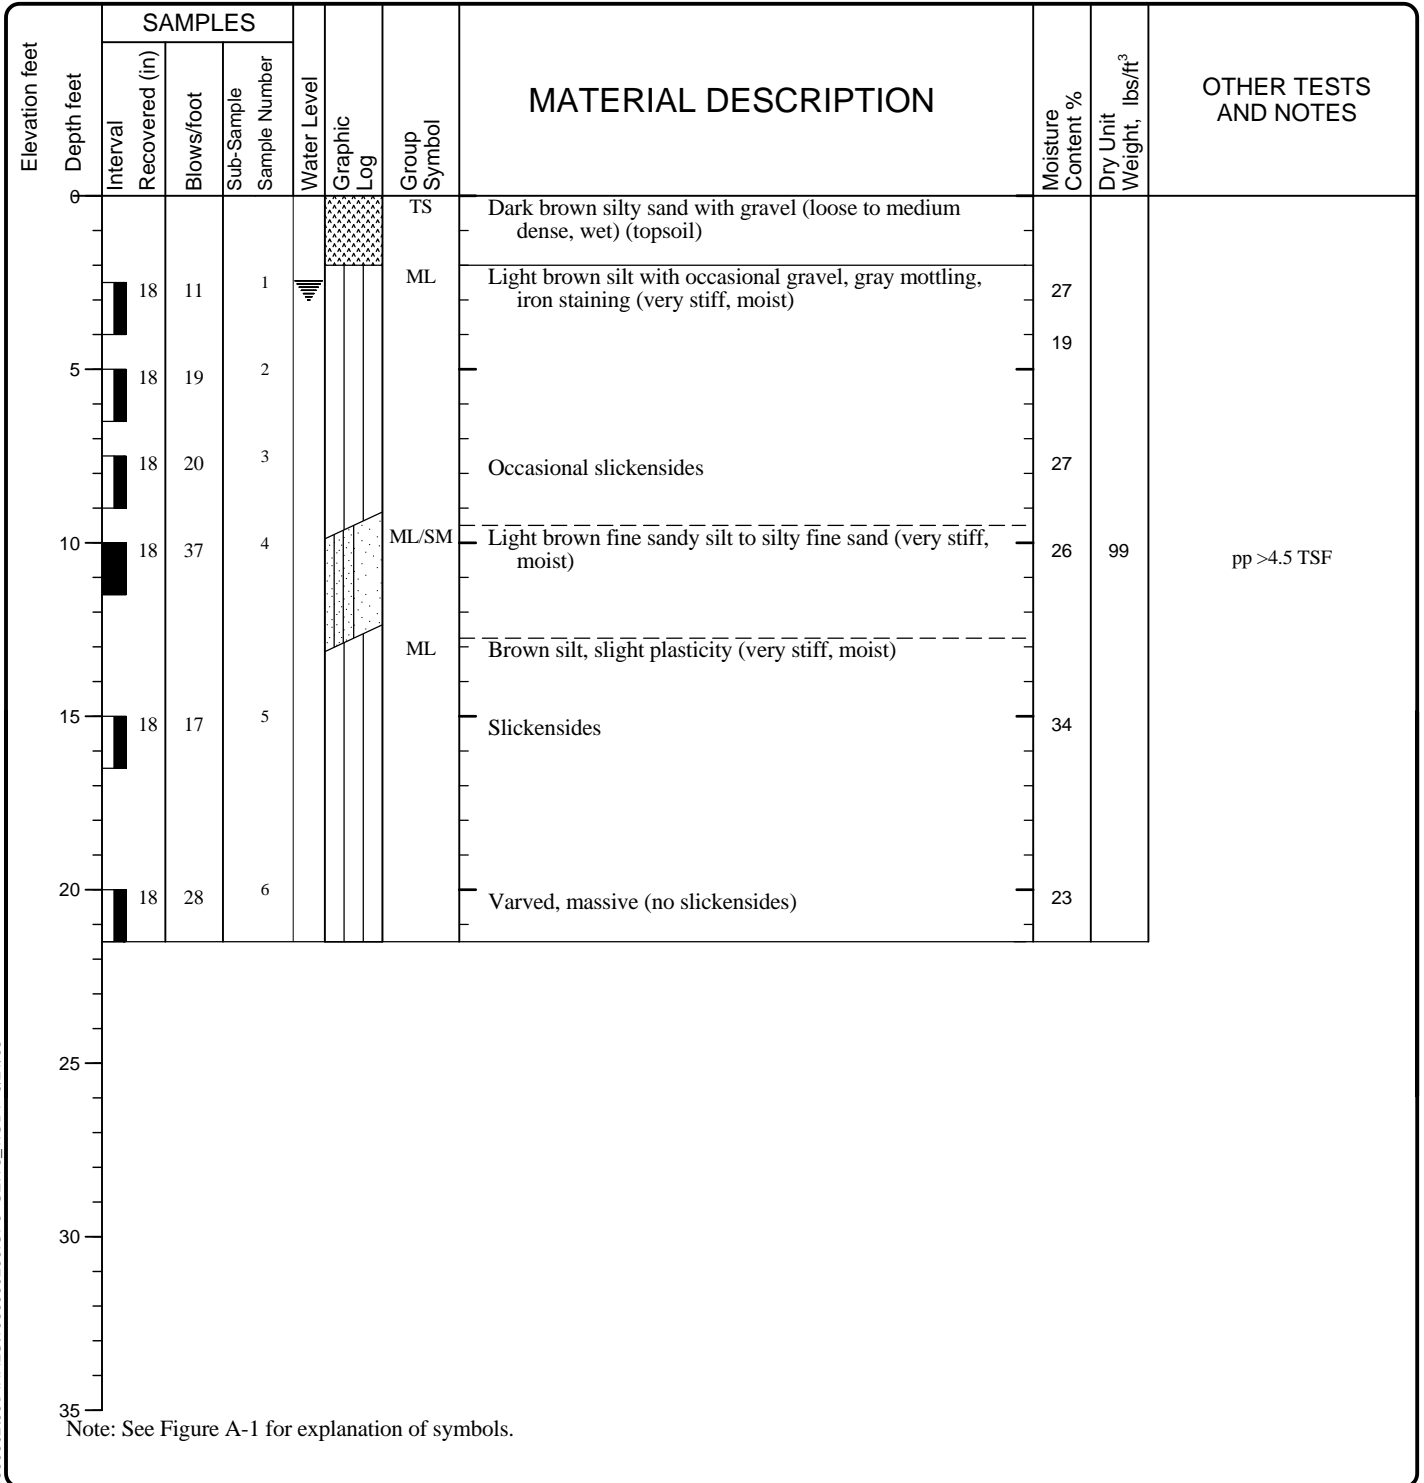 SAMPLES
Elevation feet
Depth feet
Interval
Recovered (in)
Blows/foot
Sub-Sample
Sample Number
Water Level
Graphic
Log
Group
Symbol
MATERIAL DESCRIPTION
Moisture
Content %
Dry Unit
Weight, lbs/ft³
OTHER TESTS
AND NOTES
0
TS
Dark brown silty sand with gravel (loose to medium
dense, wet) (topsoil)
18 11 1
ML
Light brown silt with occasional gravel, gray mottling,
iron staining (very stiff, moist)
27
19
5
18 19 2
18 20 3
Occasional slickensides
27
10
18 37 4
ML/SM
Light brown fine sandy silt to silty fine sand (very stiff,
moist)
26 99
pp >4.5 TSF
ML
Brown silt, slight plasticity (very stiff, moist)
15
18 17 5
Slickensides
34
20
18 28 6
Varved, massive (no slickensides)
23
25
30
35
Note: See Figure A-1 for explanation of symbols.